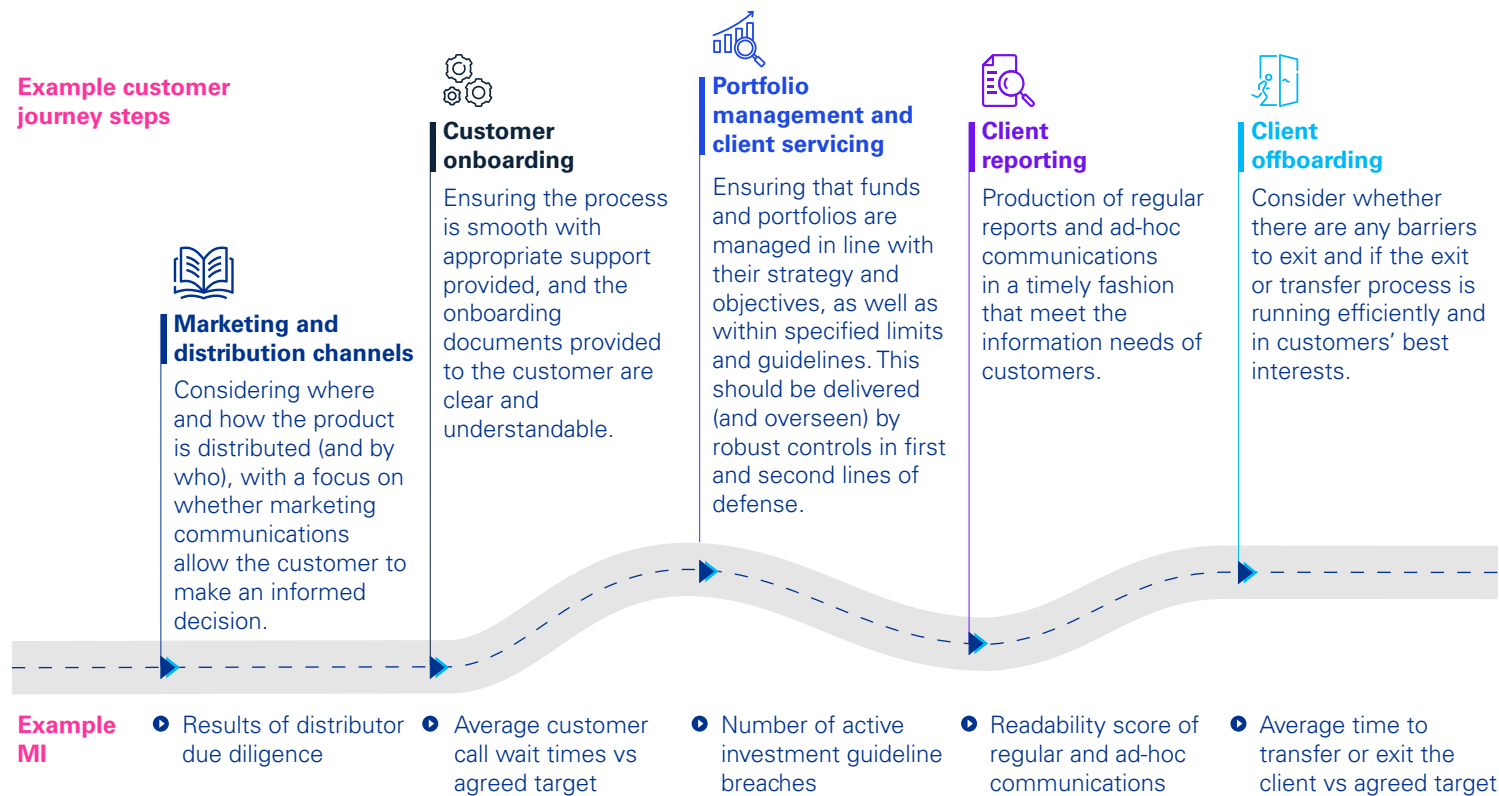 Example customer
journey steps
Marketing and
distribution channels
Considering where
and how the product
is distributed (and by
who), with a focus on
whether marketing
communications
allow the customer to
make an informed
decision.
Customer
onboarding
Ensuring the process
is smooth with
appropriate support
provided, and the
onboarding
documents provided
to the customer are
clear and
understandable.
Portfolio
management and
client servicing
Ensuring that funds
and portfolios are
managed in line with
their strategy and
objectives, as well as
within specified limits
and guidelines. This
should be delivered
(and overseen) by
robust controls in first
and second lines of
defense.
Client
reporting
Production of regular
reports and ad-hoc
communications
in a timely fashion
that meet the
information needs of
customers.
Client
offboarding
Consider whether
there are any barriers
to exit and if the exit
or transfer process is
running efficiently and
in customers’ best
interests.
Example
MI
Results of distributor
due diligence
Average customer
call wait times vs
agreed target
Number of active
investment guideline
breaches
Readability score of
regular and ad-hoc
communications
Average time to
transfer or exit the
client vs agreed target